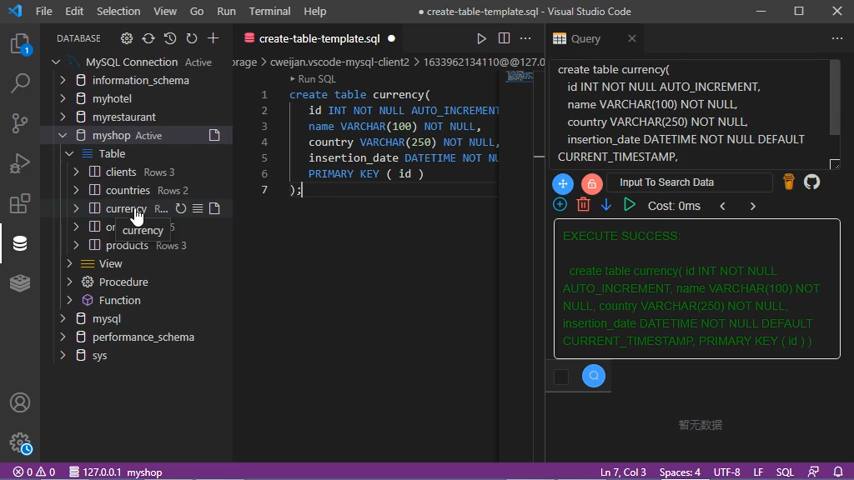 File Edit Selection View Go Run Terminal Help
● create-table-template.sql - Visual Studio Code
DATABASE
MySQL Connection Active
information_schema
myhotel
myrestaurant
myshop Active
Table
clients Rows 3
countries Rows 2
currency R...
currency
products Rows 3
View
Procedure
Function
mysql
performance_schema
sys
1
create-table-template.sql ●
orage > cweijan.vscode-mysql-client2 > 1633962134110@@127.0
Run SQL
1 create table currency(
2 id INT NOT NULL AUTO_INCREMENT
3 name VARCHAR(100) NOT NULL,
4 country VARCHAR(250) NOT NULL,
5 insertion_date DATETIME NOT NU
6 PRIMARY KEY ( id )
7 );
Query
create table currency(
id INT NOT NULL AUTO_INCREMENT,
name VARCHAR(100) NOT NULL,
country VARCHAR(250) NOT NULL,
insertion_date DATETIME NOT NULL DEFAULT
CURRENT_TIMESTAMP,
Input To Search Data
Cost: 0ms
EXECUTE SUCCESS:
create table currency( id INT NOT NULL
AUTO_INCREMENT, name VARCHAR(100) NOT
NULL, country VARCHAR(250) NOT NULL,
insertion_date DATETIME NOT NULL DEFAULT
CURRENT_TIMESTAMP, PRIMARY KEY ( id ) )
暂无数据
0 0 127.0.0.1 myshop
Ln 7, Col 3 Spaces: 4 UTF-8 LF SQL